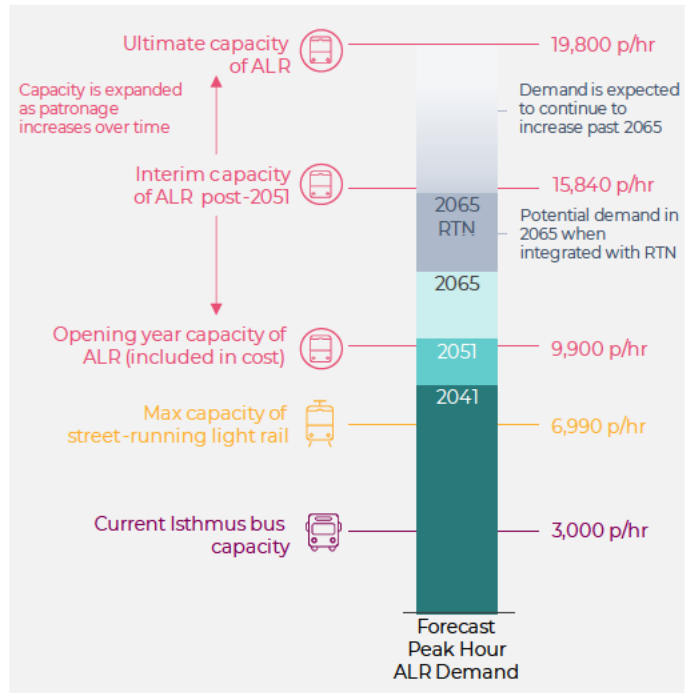 Ultimate capacity
of ALR
19,800 p/hr
Capacity is expanded
as patronage
increases over time
Demand is expected
to continue to
increase past 2065
Interim capacity
of ALR post-2051
15,840 p/hr
2065
RTN
Potential demand in
2065 when
integrated with RTN
2065
Opening year capacity of
ALR (included in cost)
2051
9,900 p/hr
2041
Max capacity of
street-running light rail
6,990 p/hr
Current Isthmus bus
capacity
3,000 p/hr
Forecast
Peak Hour
ALR Demand